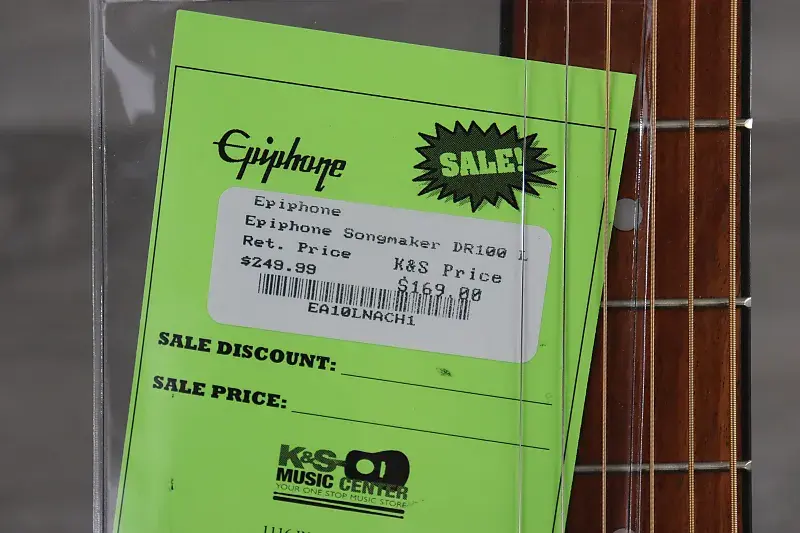 Epiphone
SALE!
Epiphone
Epiphone Songmaker DR100 L
Ret. Price
K&S Price
$249.99
$169.00
EA10LNACH1
SALE DISCOUNT:
SALE PRICE:
K&S
MUSIC CENTER
YOUR ONE STOP MUSIC STORE
1116